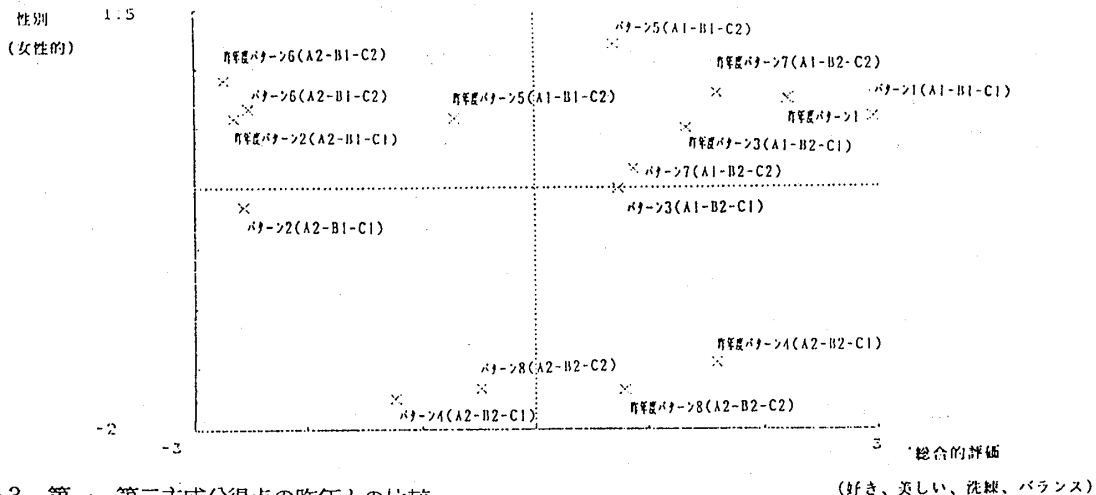 性別
1.5
(女性的)
パターン5(A1-B1-C2)
昨年度パターン6(A2-B1-C2)
昨年度パターン7(A1-B2-C2)
パターン6(A2-B1-C2)
昨年度パターン5(A1-B1-C2)
パターン1(A1-B1-C1)
昨年度パターン1
昨年度パターン2(A2-B1-C1)
昨年度パターン3(A1-B2-C1)
パターン7(A1-B2-C2)
パターン3(A1-B2-C1)
パターン2(A2-B1-C1)
昨年度パターン4(A2-B2-C1)
パターン8(A2-B2-C2)
パターン4(A2-B2-C1)
昨年度パターン8(A2-B2-C2)
-2
-3
3
総合的評価
(好き、美しい、洗練、バランス)